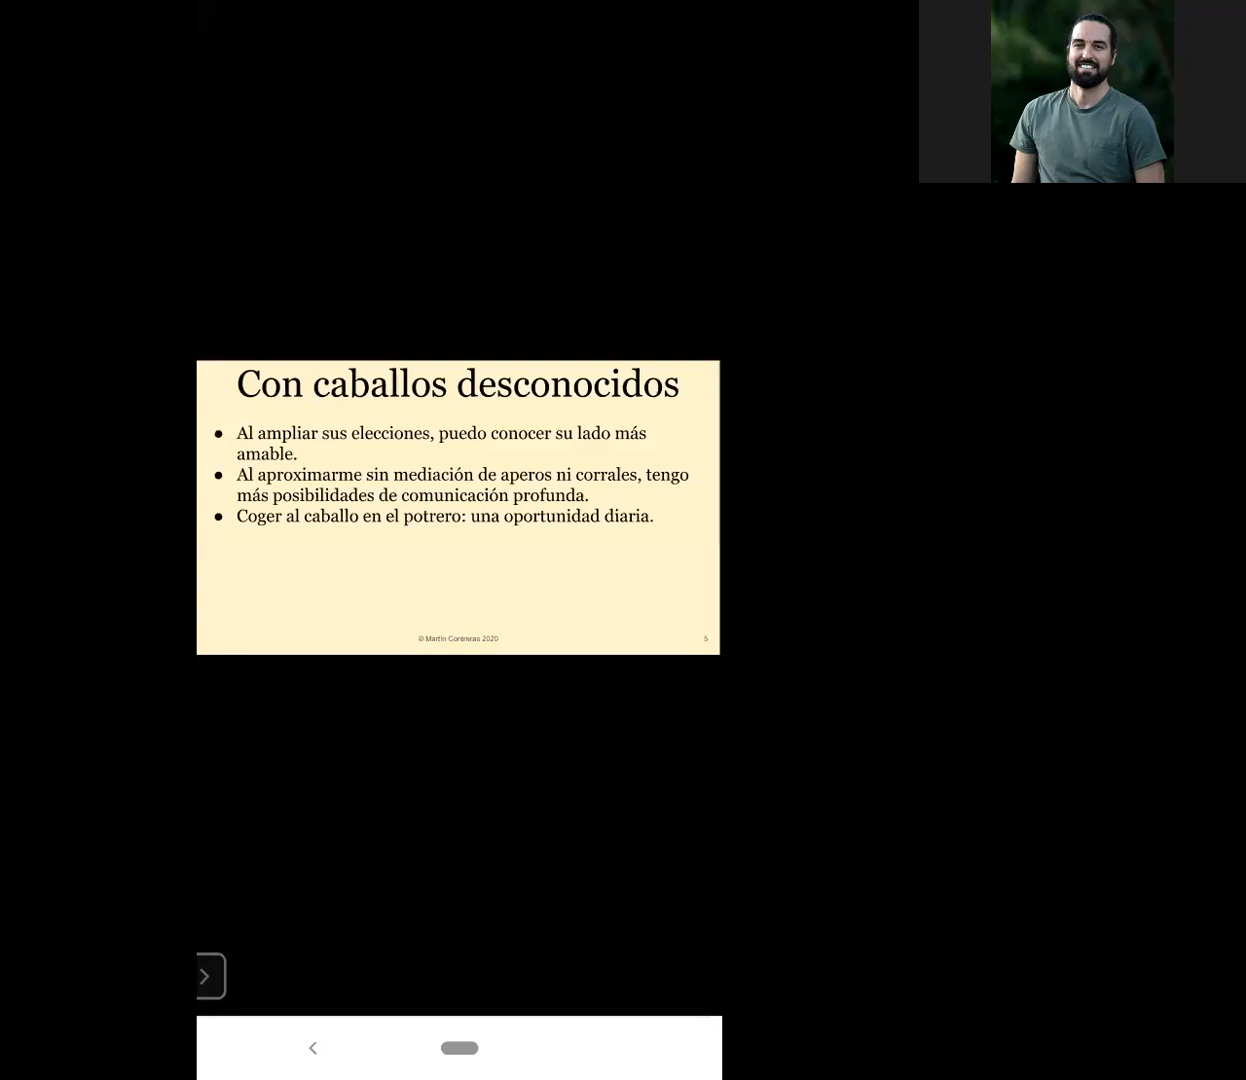 Con caballos desconocidos
● Al ampliar sus elecciones, puedo conocer su lado más
amable.
● Al aproximarme sin mediación de aperos ni corrales, tengo
más posibilidades de comunicación profunda.
● Coger al caballo en el potrero: una oportunidad diaria.
© Martín Contreras 2020
5